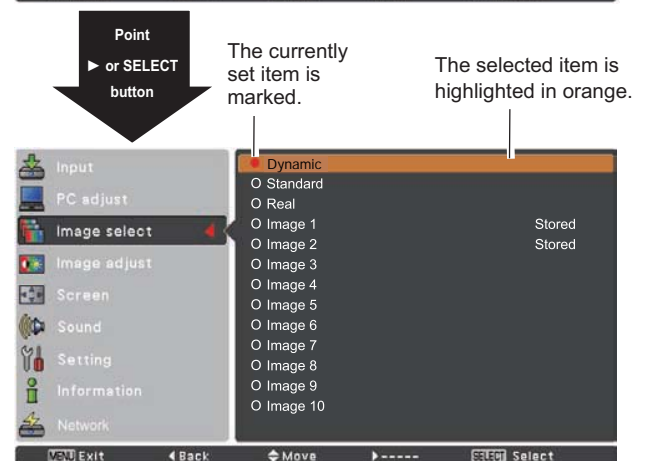 Point
► or SELECT
button
The currently
set item is
marked.
The selected item is
highlighted in orange.
Input
PC adjust
Image select
Image adjust
Screen
Sound
Setting
Information
Network
Dynamic
O Standard
O Real
O Image 1 Stored
O Image 2 Stored
O Image 3
O Image 4
O Image 5
O Image 6
O Image 7
O Image 8
O Image 9
O Image 10
MENU Exit ◄Back Move ►----- SELECT Select